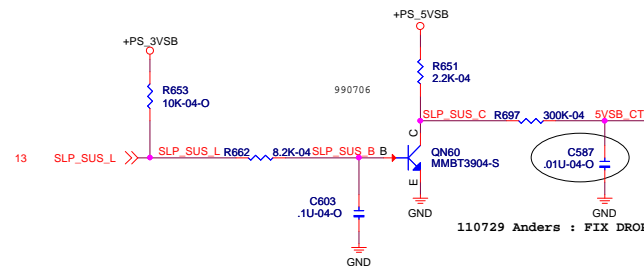 +PS_5VSB
+PS_3VSB
R651
2.2K-04
R653
10K-04-O
990706
SLP_SUS_C
R697
300K-04
5VSB_CT
13
SLP_SUS_L
SLP_SUS_L
R662
8.2K-04
SLP_SUS_B
B
C
E
QN60
MMBT3904-S
C587
.01U-04-O
C603
.1U-04-O
GND
GND
110729 Anders : FIX DROP
GND